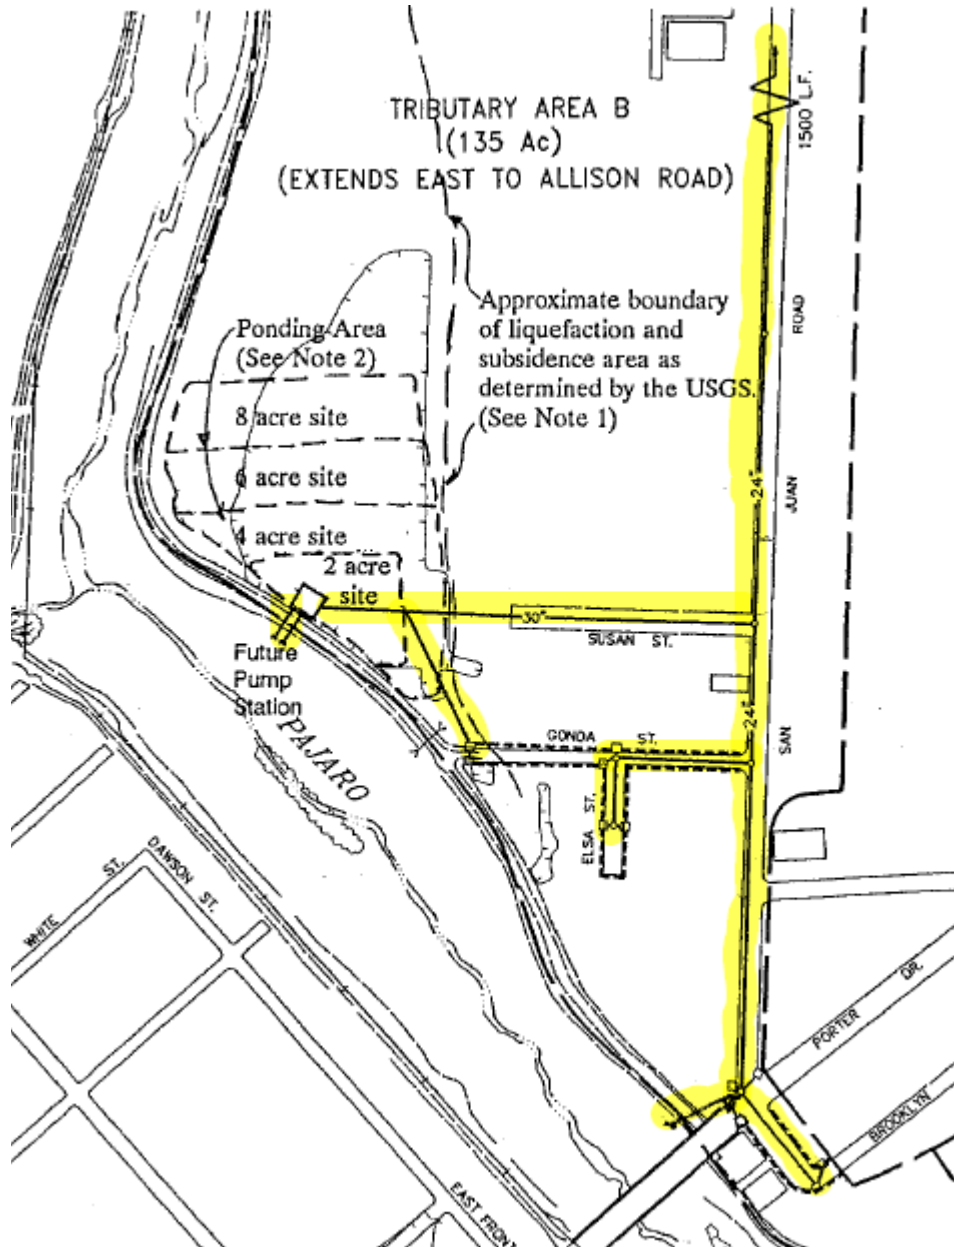 TRIBUTARY AREA B
(135 Ac)
(EXTENDS EAST TO ALLISON ROAD)
1500 L.F.
Approximate boundary
of liquefaction and
subsidence area as
determined by the USGS.
(See Note 1)
Ponding Area
(See Note 2)
8 acre site
6 acre site
4 acre site
2 acre
site
ROAD
JUAN
SAN
24"
30"
SUSAN ST.
24"
GONDA ST.
ELSA ST.
Future
Pump
Station
PAJARO
DAWSON ST.
WHITE ST.
PORTER DR.
BROOKLYN
EAST FRONT